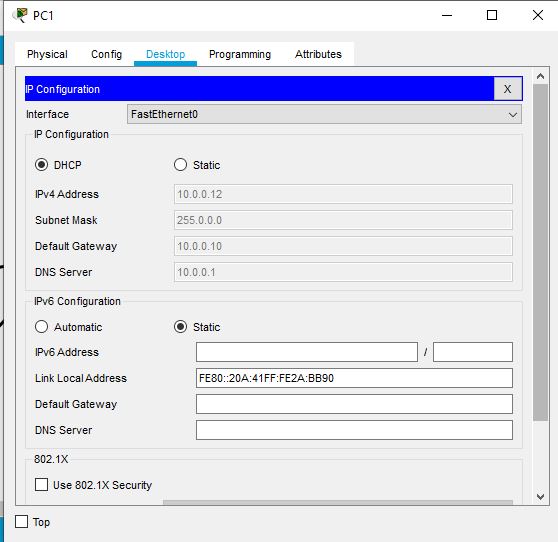 PC1
Physical Config Desktop Programming Attributes
IP Configuration X
Interface FastEthernet0
IP Configuration
DHCP Static
IPv4 Address 10.0.0.12
Subnet Mask 255.0.0.0
Default Gateway 10.0.0.10
DNS Server 10.0.0.1
IPv6 Configuration
Automatic Static
IPv6 Address /
Link Local Address FE80::20A:41FF:FE2A:BB90
Default Gateway
DNS Server
802.1X
Use 802.1X Security
Top